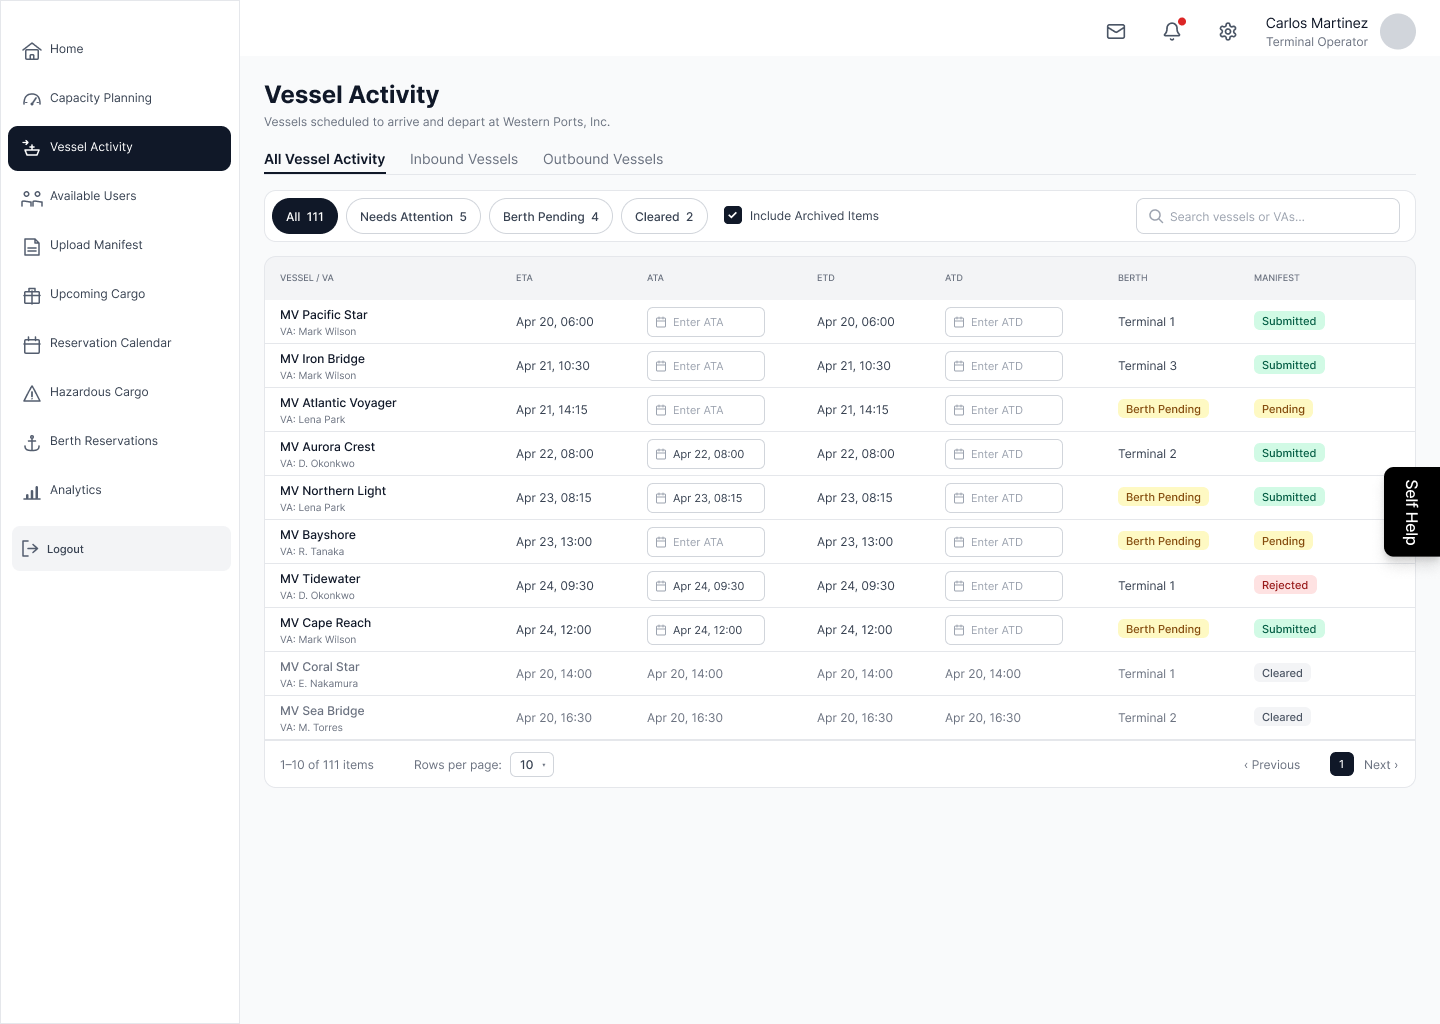 Carlos Martinez
Terminal Operator
Home
Capacity Planning
Vessel Activity
Available Users
Upload Manifest
Upcoming Cargo
Reservation Calendar
Hazardous Cargo
Berth Reservations
Analytics
Logout
Vessel Activity
Vessels scheduled to arrive and depart at Western Ports, Inc.
All Vessel Activity Inbound Vessels Outbound Vessels
All 111 Needs Attention 5 Berth Pending 4 Cleared 2 Include Archived Items Search vessels or VAs...
VESSEL / VA ETA ATA ETD ATD BERTH MANIFEST
MV Pacific Star
VA: Mark Wilson
Apr 20, 06:00 Enter ATA Apr 20, 06:00 Enter ATD Terminal 1 Submitted
MV Iron Bridge
VA: Mark Wilson
Apr 21, 10:30 Enter ATA Apr 21, 10:30 Enter ATD Terminal 3 Submitted
MV Atlantic Voyager
VA: Lena Park
Apr 21, 14:15 Enter ATA Apr 21, 14:15 Enter ATD Berth Pending Pending
MV Aurora Crest
VA: D. Okonkwo
Apr 22, 08:00 Apr 22, 08:00 Apr 22, 08:00 Enter ATD Terminal 2 Submitted
MV Northern Light
VA: Lena Park
Apr 23, 08:15 Apr 23, 08:15 Apr 23, 08:15 Enter ATD Berth Pending Submitted
MV Bayshore
VA: R. Tanaka
Apr 23, 13:00 Enter ATA Apr 23, 13:00 Enter ATD Berth Pending Pending
MV Tidewater
VA: D. Okonkwo
Apr 24, 09:30 Apr 24, 09:30 Apr 24, 09:30 Enter ATD Terminal 1 Rejected
MV Cape Reach
VA: Mark Wilson
Apr 24, 12:00 Apr 24, 12:00 Apr 24, 12:00 Enter ATD Berth Pending Submitted
MV Coral Star
VA: E. Nakamura
Apr 20, 14:00 Apr 20, 14:00 Apr 20, 14:00 Apr 20, 14:00 Terminal 1 Cleared
MV Sea Bridge
VA: M. Torres
Apr 20, 16:30 Apr 20, 16:30 Apr 20, 16:30 Apr 20, 16:30 Terminal 2 Cleared
1–10 of 111 items Rows per page: 10 ‹ Previous 1 Next ›
Self Help